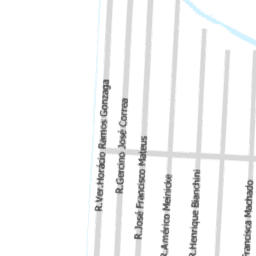 R.Ver.Horácio Ramos Gonzaga
R.Gercino José Correa
R.José Francisco Mateus
R.Américo Meinicke
R.Henrique Bianchini
Francisca Machado